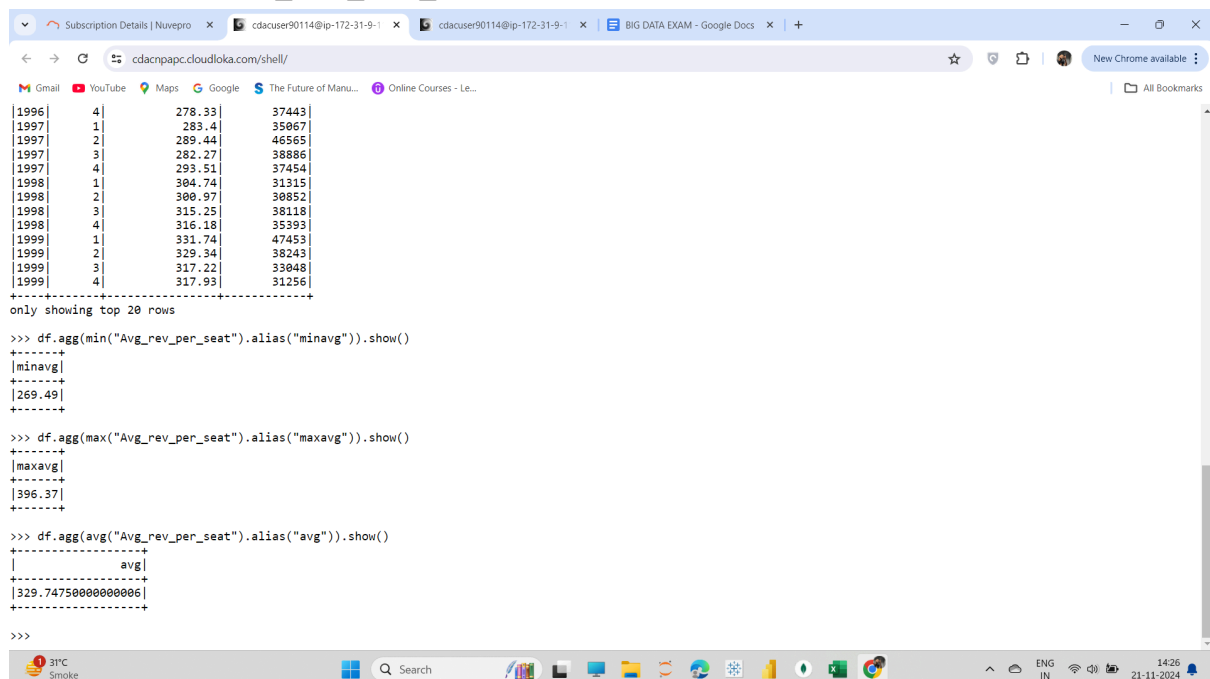 Subscription Details | Nuvepro
cdacuser90114@ip-172-31-9-1
cdacuser90114@ip-172-31-9-1
BIG DATA EXAM - Google Docs
cdacnpapc.cloudloka.com/shell/
New Chrome available
Gmail YouTube Maps Google The Future of Manu... Online Courses - Le... All Bookmarks
|1996|      4|          278.33|       37443|
|1997|      1|           283.4|       35067|
|1997|      2|          289.44|       46565|
|1997|      3|          282.27|       38886|
|1997|      4|          293.51|       37454|
|1998|      1|          304.74|       31315|
|1998|      2|          300.97|       30852|
|1998|      3|          315.25|       38118|
|1998|      4|          316.18|       35393|
|1999|      1|          331.74|       47453|
|1999|      2|          329.34|       38243|
|1999|      3|          317.22|       33048|
|1999|      4|          317.93|       31256|
+----+-------+----------------+------------+
only showing top 20 rows
>>> df.agg(min("Avg_rev_per_seat").alias("minavg")).show()
+------+
|minavg|
+------+
|269.49|
+------+
>>> df.agg(max("Avg_rev_per_seat").alias("maxavg")).show()
+------+
|maxavg|
+------+
|396.37|
+------+
>>> df.agg(avg("Avg_rev_per_seat").alias("avg")).show()
+------------------+
|               avg|
+------------------+
|329.74750000000006|
+------------------+
>>>
1
31°C
Smoke
Search
ENG
IN
14:26
21-11-2024